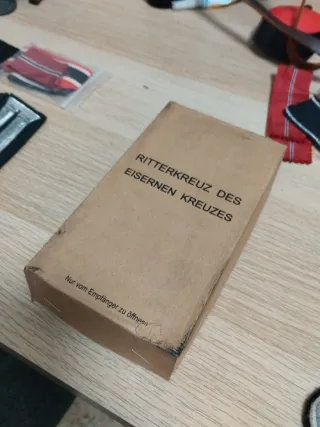 RITTERKREUZ DES
EISERNEN KREUZES
Nur vom Empfänger zu öffnen